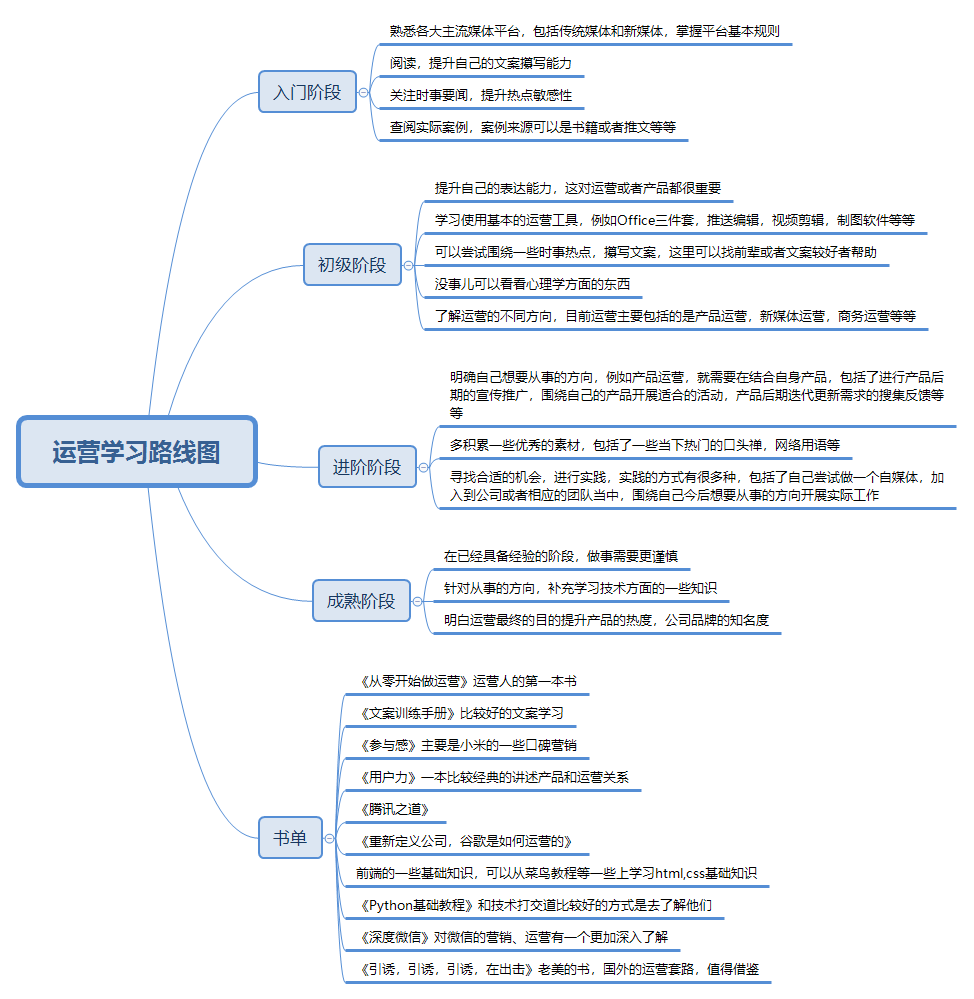 熟悉各大主流媒体平台，包括传统媒体和新媒体，掌握平台基本规则
阅读，提升自己的文案撰写能力
入门阶段
关注时事要闻，提升热点敏感性
查阅实际案例，案例来源可以是书籍或者推文等等
提升自己的表达能力，这对运营或者产品都很重要
学习使用基本的运营工具，例如Office三件套，推送编辑，视频剪辑，制图软件等等
初级阶段
可以尝试围绕一些时事热点，撰写文案，这里可以找前辈或者文案较好者帮助
没事儿可以看看心理学方面的东西
了解运营的不同方向，目前运营主要包括的是产品运营，新媒体运营，商务运营等等
明确自己想要从事的方向，例如产品运营，就需要在结合自身产品，包括了进行产品后
期的宣传推广，围绕自己的产品开展适合的活动，产品后期迭代更新需求的搜集反馈等
等
运营学习路线图
进阶阶段
多积累一些优秀的素材，包括了一些当下热门的口头禅，网络用语等
寻找合适的机会，进行实践，实践的方式有很多种，包括了自己尝试做一个自媒体，加
入到公司或者相应的团队当中，围绕自己今后想要从事的方向开展实际工作
在已经具备经验的阶段，做事需要更谨慎
成熟阶段
针对从事的方向，补充学习技术方面的一些知识
明白运营最终的目的提升产品的热度，公司品牌的知名度
《从零开始做运营》运营人的第一本书
《文案训练手册》比较好的文案学习
《参与感》主要是小米的一些口碑营销
《用户力》一本比较经典的讲述产品和运营关系
《腾讯之道》
书单
《重新定义公司，谷歌是如何运营的》
前端的一些基础知识，可以从菜鸟教程等一些上学习html,css基础知识
《Python基础教程》和技术打交道比较好的方式是去了解他们
《深度微信》对微信的营销、运营有一个更加深入了解
《引诱，引诱，引诱，在出击》老美的书，国外的运营套路，值得借鉴